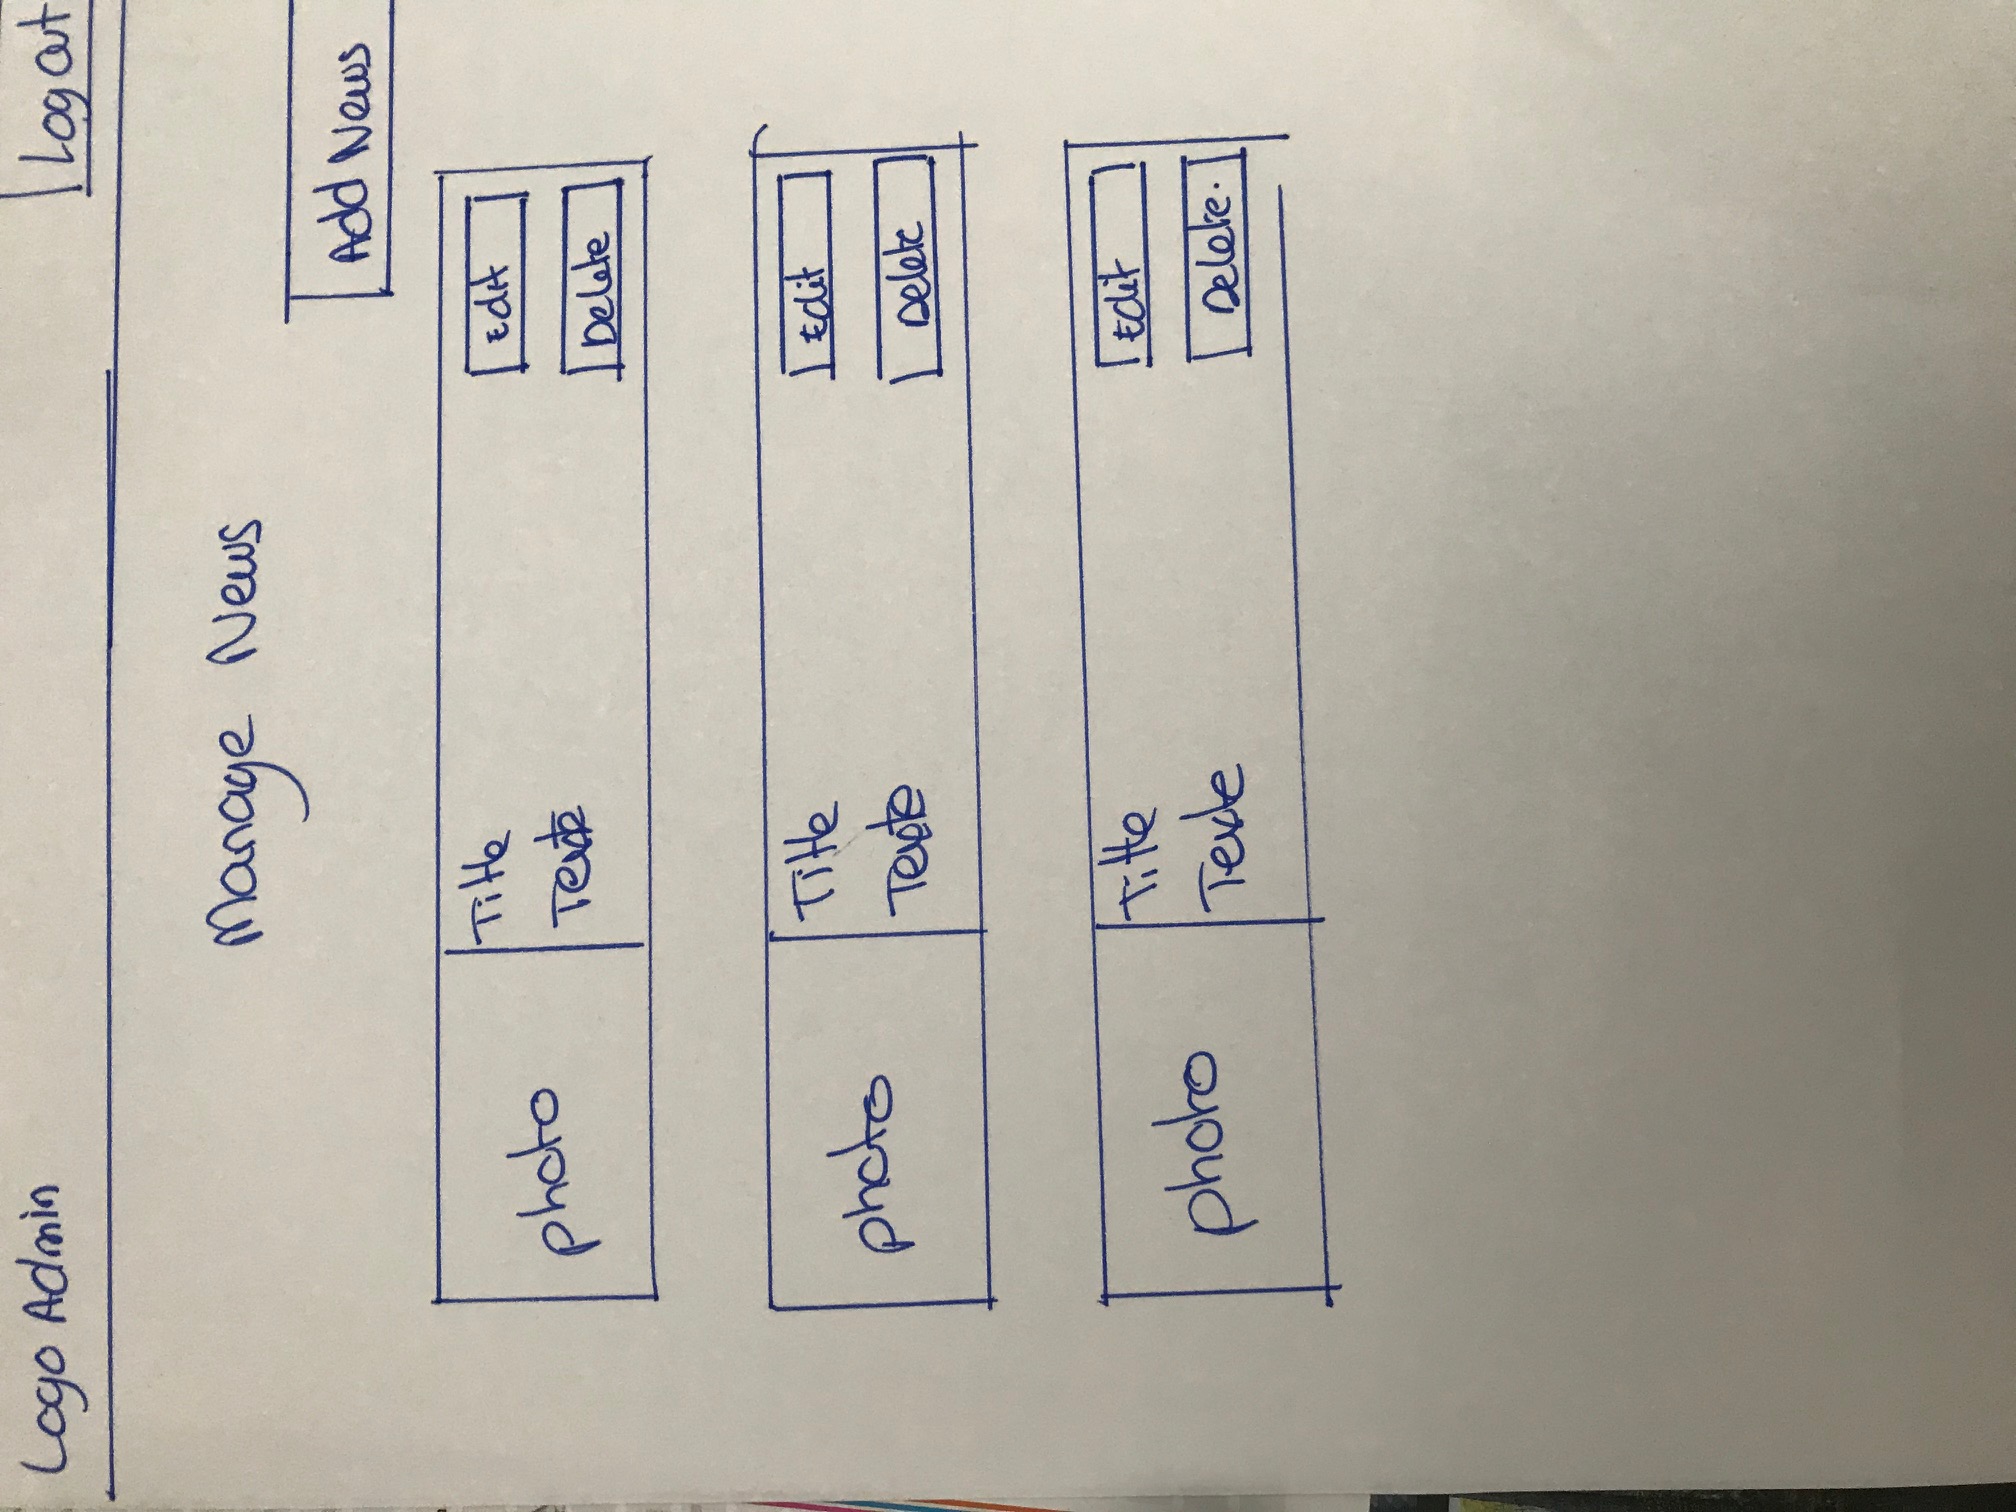 Logo Admin
Log Out
Manage News
Add News
photo
Title
Texte
Edit
Delete
photo
Title
Texte
Edit
Delete
photo
Title
Texte
Edit
Delete.